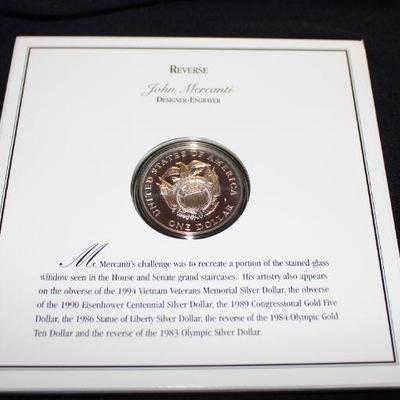 REVERSE
John Mercanti
DESIGNER-ENGRAVER
UNITED STATES OF AMERICA
ONE DOLLAR
Mr. Mercanti's challenge was to recreate a portion of the stained-glass
window seen in the House and Senate grand staircases. His artistry also appears
on the obverse of the 1994 Vietnam Veterans Memorial Silver Dollar, the obverse
of the 1990 Eisenhower Centennial Silver Dollar, the 1989 Congressional Gold Five
Dollar, the 1986 Statue of Liberty Silver Dollar, the reverse of the 1984 Olympic Gold
Ten Dollar and the reverse of the 1983 Olympic Silver Dollar.